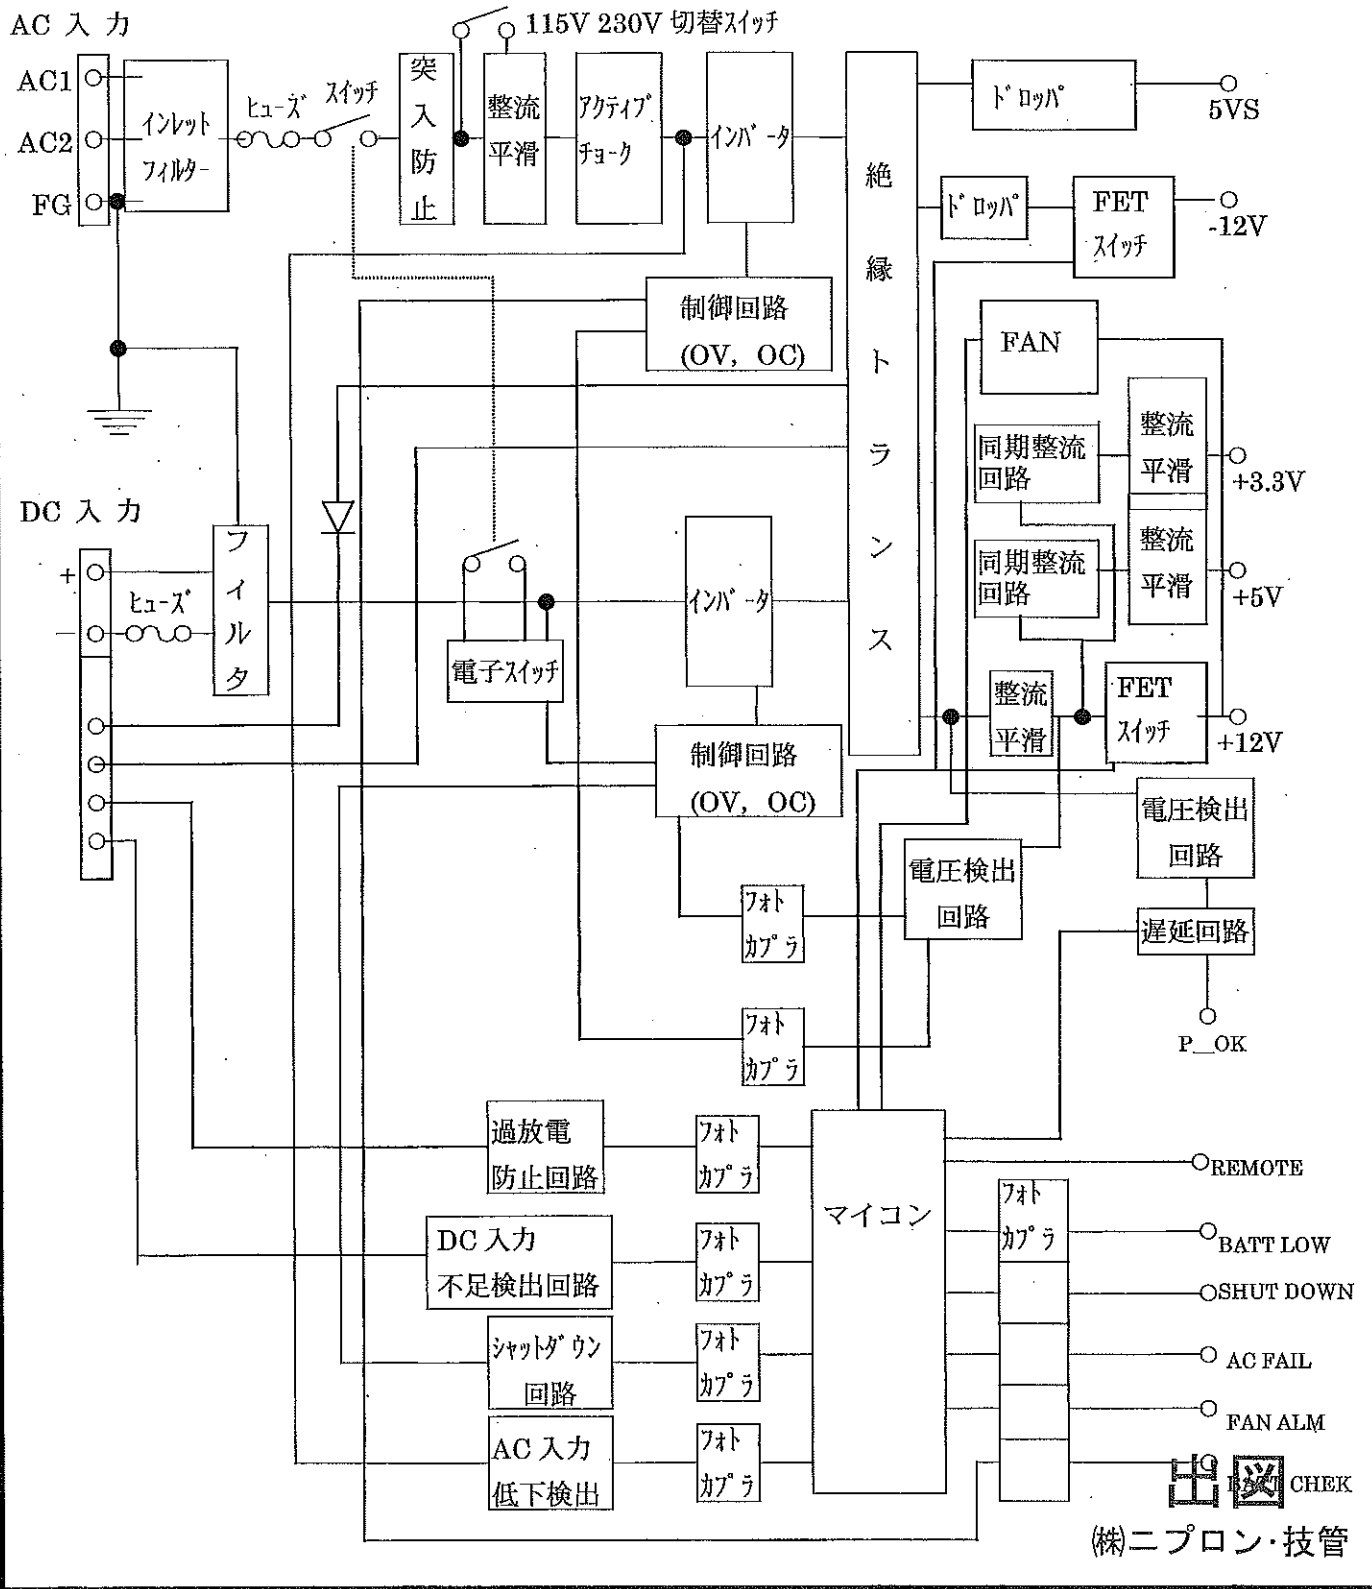 AC 入 力
115V 230V 切替ｽｲｯﾁ
AC1
AC2
FG
ｲﾝﾚｯﾄ
ﾌｨﾙﾀｰ
ﾋｭｰｽﾞ
ｽｲｯﾁ
突
入
防
止
整流
平滑
ｱｸﾃｨﾌﾞ
ﾁｮｰｸ
ｲﾝﾊﾞｰﾀ
絶
縁
ト
ラ
ン
ス
ﾄﾞﾛｯﾊﾟ
5VS
ﾄﾞﾛｯﾊﾟ
FET
ｽｲｯﾁ
-12V
制御回路
(OV, OC)
FAN
同期整流
回路
整流
平滑
+3.3V
同期整流
回路
整流
平滑
+5V
DC 入 力
+
－
ﾋｭｰｽﾞ
フ
ィ
ル
タ
電子ｽｲｯﾁ
ｲﾝﾊﾞｰﾀ
整流
平滑
FET
ｽｲｯﾁ
+12V
制御回路
(OV, OC)
電圧検出
回路
電圧検出
回路
ﾌｫﾄ
ｶﾌﾟﾗ
遅延回路
P_OK
ﾌｫﾄ
ｶﾌﾟﾗ
過放電
防止回路
ﾌｫﾄ
ｶﾌﾟﾗ
マイコン
REMOTE
DC 入力
不足検出回路
ﾌｫﾄ
ｶﾌﾟﾗ
ﾌｫﾄ
ｶﾌﾟﾗ
BATT LOW
SHUT DOWN
ｼｬｯﾄﾀﾞｳﾝ
回路
ﾌｫﾄ
ｶﾌﾟﾗ
AC FAIL
FAN ALM
AC 入力
低下検出
ﾌｫﾄ
ｶﾌﾟﾗ
CHEK
出図
㈱ニプロン･技管